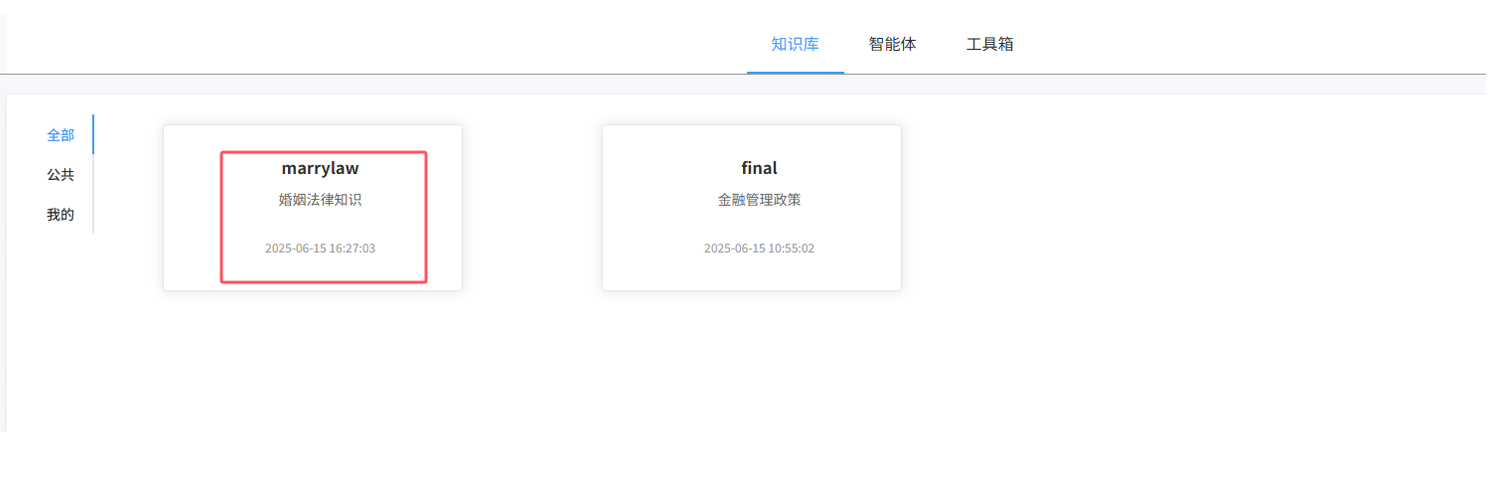 知识库 智能体 工具箱
全部
公共
我的
marrylaw
婚姻法律知识
2025-06-15 16:27:03
final
金融管理政策
2025-06-15 10:55:02